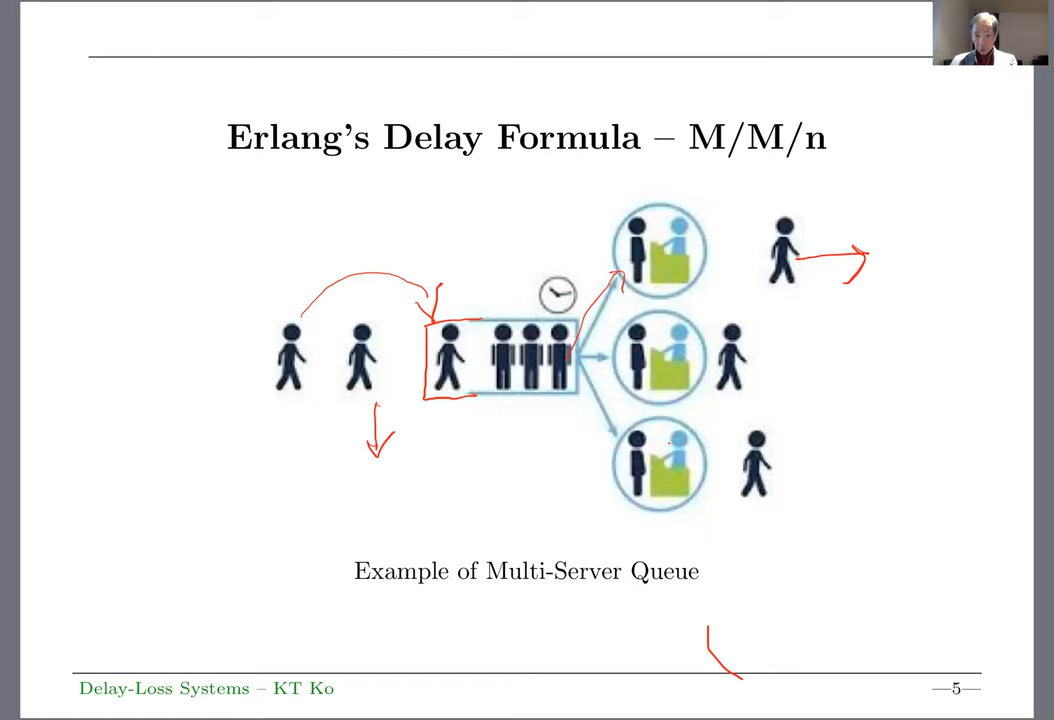 Erlang's Delay Formula – M/M/n
Example of Multi-Server Queue
Delay-Loss Systems – KT Ko
—5—